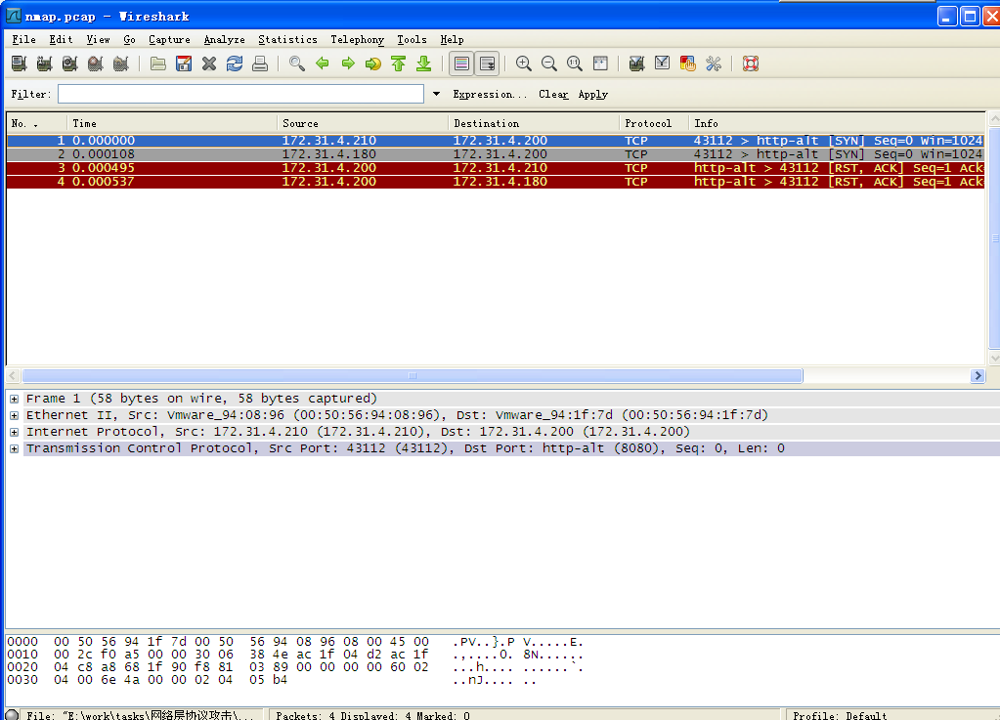 nmap.pcap - Wireshark
File Edit View Go Capture Analyze Statistics Telephony Tools Help
Filter: Expression... Clear Apply
No. Time Source Destination Protocol Info
1 0.000000 172.31.4.210 172.31.4.200 TCP 43112 > http-alt [SYN] Seq=0 Win=1024
2 0.000108 172.31.4.180 172.31.4.200 TCP 43112 > http-alt [SYN] Seq=0 Win=1024
3 0.000495 172.31.4.200 172.31.4.210 TCP http-alt > 43112 [RST, ACK] Seq=1 Ack
4 0.000537 172.31.4.200 172.31.4.180 TCP http-alt > 43112 [RST, ACK] Seq=1 Ack
Frame 1 (58 bytes on wire, 58 bytes captured)
Ethernet II, Src: Vmware_94:08:96 (00:50:56:94:08:96), Dst: Vmware_94:1f:7d (00:50:56:94:1f:7d)
Internet Protocol, Src: 172.31.4.210 (172.31.4.210), Dst: 172.31.4.200 (172.31.4.200)
Transmission Control Protocol, Src Port: 43112 (43112), Dst Port: http-alt (8080), Seq: 0, Len: 0
0000 00 50 56 94 1f 7d 00 50 56 94 08 96 08 00 45 00 .PV..}.P V.....E.
0010 00 2c f0 a5 00 00 30 06 38 4e ac 1f 04 d2 ac 1f .,....0. 8N......
0020 04 c8 a8 68 1f 90 f8 81 03 89 00 00 00 00 60 02 ...h.... ......`.
0030 04 00 6e 4a 00 00 02 04 05 b4 ..nJ.... ..
File: "E:\work\tasks\网络层协议攻击\... Packets: 4 Displayed: 4 Marked: 0 Profile: Default